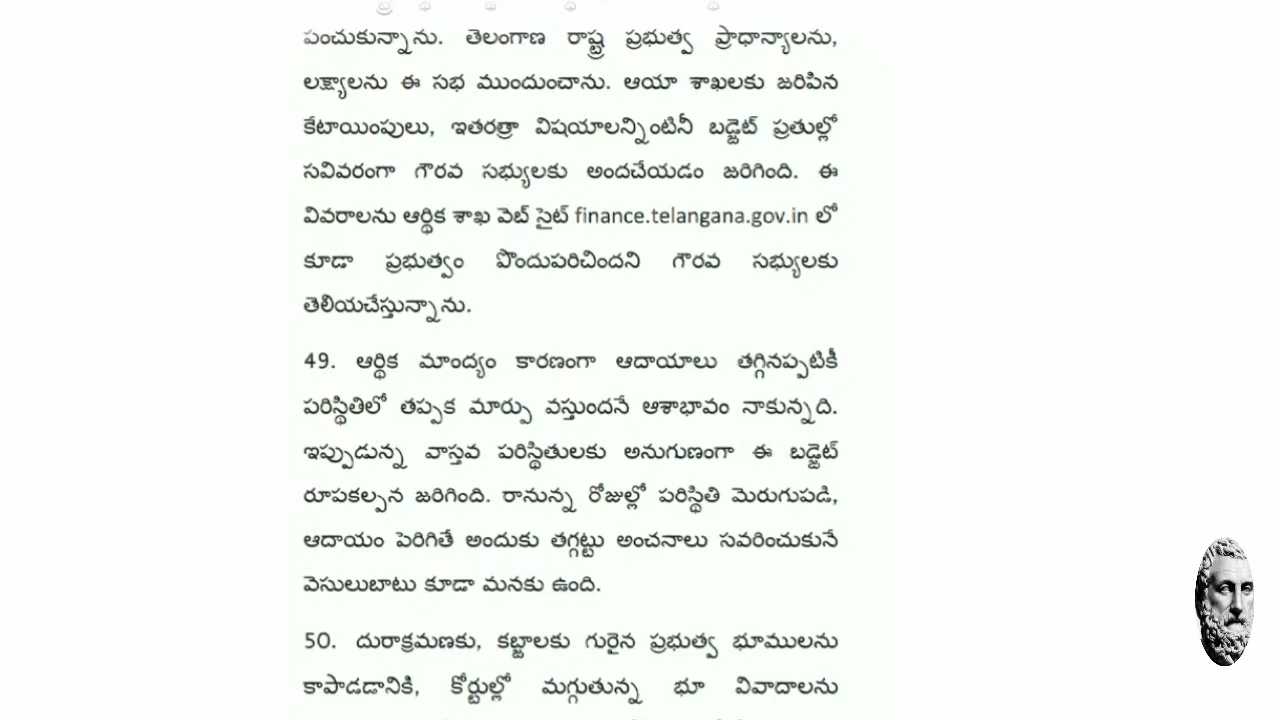 పంచుకున్నాను. తెలంగాణ రాష్ట్ర ప్రభుత్వ ప్రాధాన్యాలను,
లక్ష్యాలను ఈ సభ ముందుంచాను. ఆయా శాఖలకు జరిపిన
కేటాయింపులు, ఇతరత్రా విషయాలన్నింటినీ బడ్జెట్ ప్రతుల్లో
సవివరంగా గౌరవ సభ్యులకు అందచేయడం జరిగింది. ఈ
వివరాలను ఆర్థిక శాఖ వెబ్ సైట్ finance.telangana.gov.in లో
కూడా ప్రభుత్వం పొందుపరిచిందని గౌరవ సభ్యులకు
తెలియచేస్తున్నాను.
49. ఆర్థిక మాంద్యం కారణంగా ఆదాయాలు తగ్గినప్పటికీ
పరిస్థితిలో తప్పక మార్పు వస్తుందనే ఆశాభావం నాకున్నది.
ఇప్పుడున్న వాస్తవ పరిస్థితులకు అనుగుణంగా ఈ బడ్జెట్
రూపకల్పన జరిగింది. రానున్న రోజుల్లో పరిస్థితి మెరుగుపడి,
ఆదాయం పెరిగితే అందుకు తగ్గట్టు అంచనాలు సవరించుకునే
వెసులుబాటు కూడా మనకు ఉంది.
50. దురాక్రమణకు, కబ్జాలకు గురైన ప్రభుత్వ భూములను
కాపాడడానికి, కోర్టుల్లో మగ్గుతున్న భూ వివాదాలను